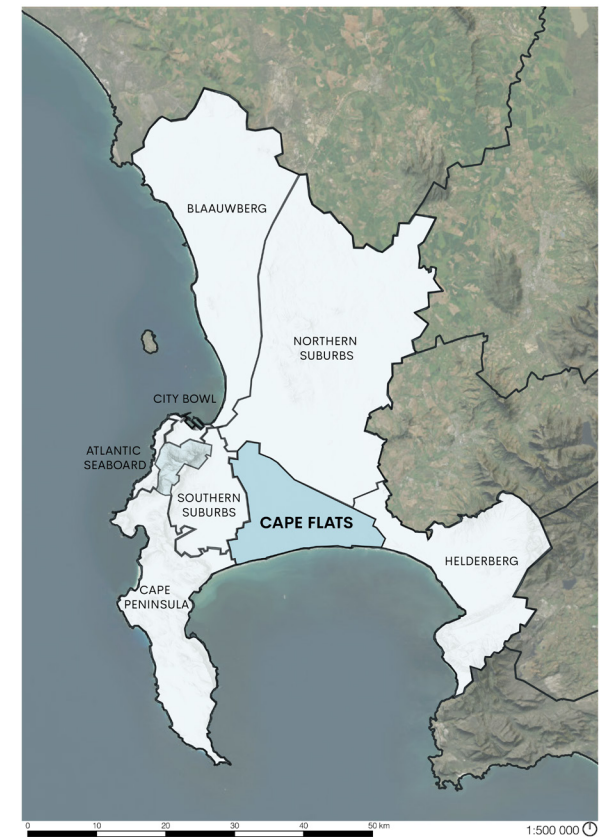 BLAAUWBERG
NORTHERN
SUBURBS
CITY BOWL
ATLANTIC
SEABOARD
SOUTHERN
SUBURBS
CAPE FLATS
HELDERBERG
CAPE
PENINSULA
0 10 20 30 40 50 km
1:500 000